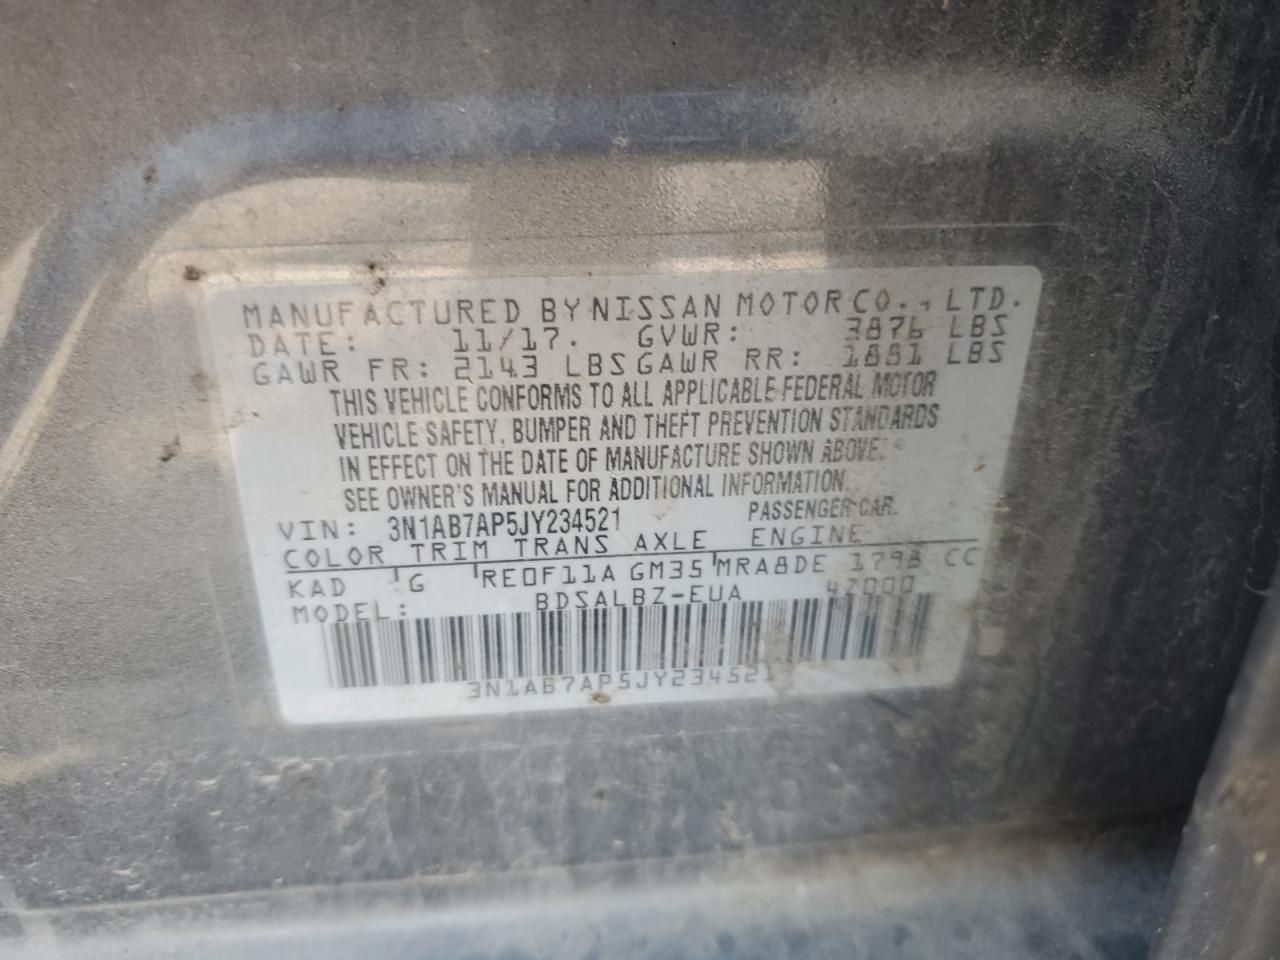 MANUFACTURED BY NISSAN MOTOR CO., LTD.
DATE: 11/17. GVWR: 3876 LBS
GAWR FR: 2143 LBS GAWR RR: 1881 LBS
THIS VEHICLE CONFORMS TO ALL APPLICABLE FEDERAL MOTOR
VEHICLE SAFETY, BUMPER AND THEFT PREVENTION STANDARDS
IN EFFECT ON THE DATE OF MANUFACTURE SHOWN ABOVE.
SEE OWNER'S MANUAL FOR ADDITIONAL INFORMATION.
VIN: 3N1AB7AP5JY234521 PASSENGER CAR.
COLOR TRIM TRANS AXLE ENGINE
KAD G RE0F11A GM35 MRA8DE 1798 CC
MODEL: BDSALBZ-EUA 47000
3N1AB7AP5JY234521